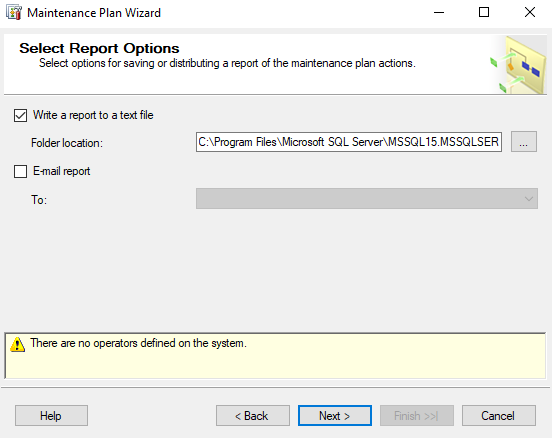 Maintenance Plan Wizard
Select Report Options
Select options for saving or distributing a report of the maintenance plan actions.
Write a report to a text file
Folder location:
C:\Program Files\Microsoft SQL Server\MSSQL15.MSSQLSER
...
E-mail report
To:
There are no operators defined on the system.
Help
< Back
Next >
Finish >>|
Cancel